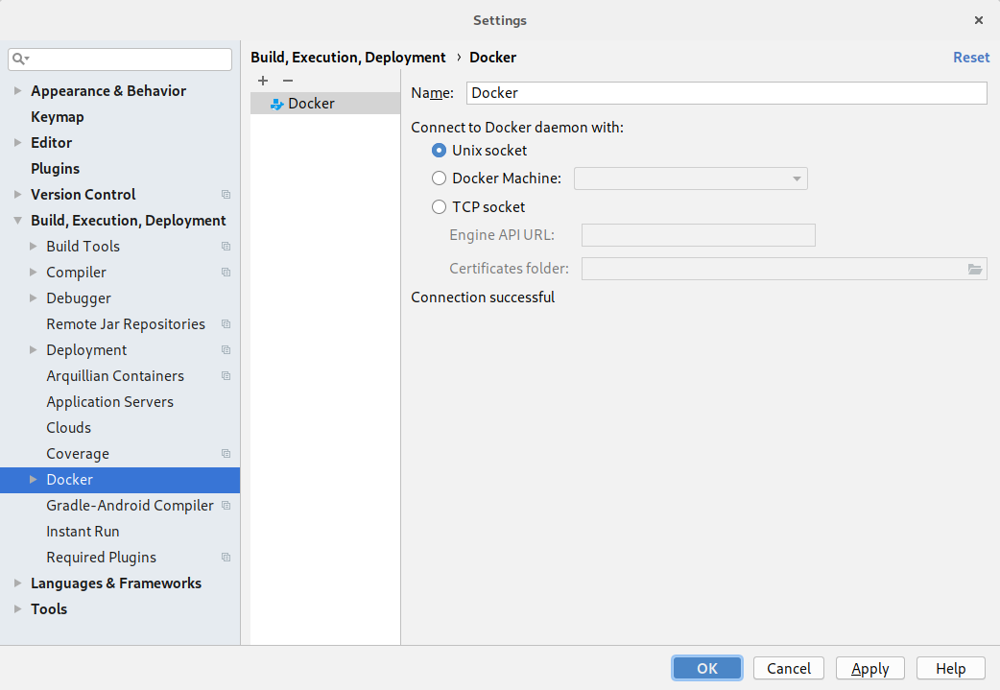 Settings
Build, Execution, Deployment › Docker
Reset
Appearance & Behavior
Keymap
Editor
Plugins
Version Control
Build, Execution, Deployment
Build Tools
Compiler
Debugger
Remote Jar Repositories
Deployment
Arquillian Containers
Application Servers
Clouds
Coverage
Docker
Gradle-Android Compiler
Instant Run
Required Plugins
Languages & Frameworks
Tools
Docker
Name: Docker
Connect to Docker daemon with:
Unix socket
Docker Machine:
TCP socket
Engine API URL:
Certificates folder:
Connection successful
OK Cancel Apply Help